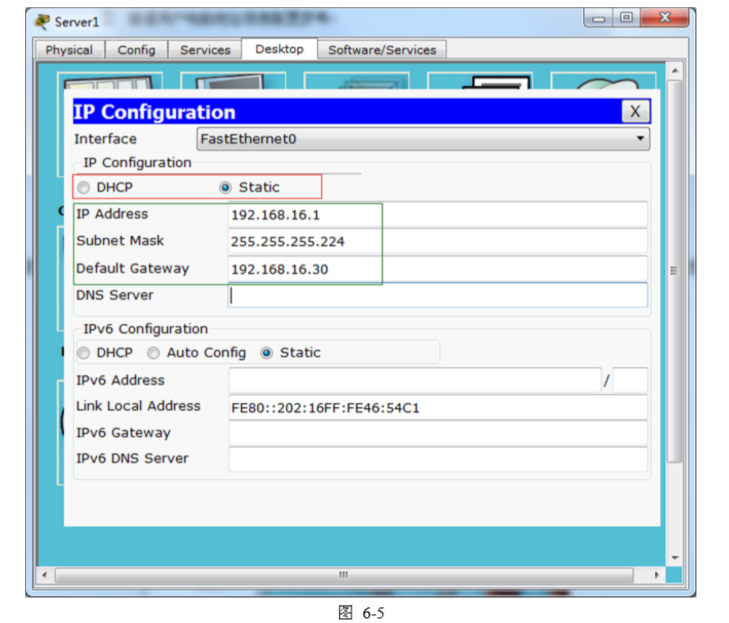 Server1
Physical Config Services Desktop Software/Services
IP Configuration X
Interface FastEthernet0
IP Configuration
DHCP Static
IP Address 192.168.16.1
Subnet Mask 255.255.255.224
Default Gateway 192.168.16.30
DNS Server
IPv6 Configuration
DHCP Auto Config Static
IPv6 Address /
Link Local Address FE80::202:16FF:FE46:54C1
IPv6 Gateway
IPv6 DNS Server
图 6-5